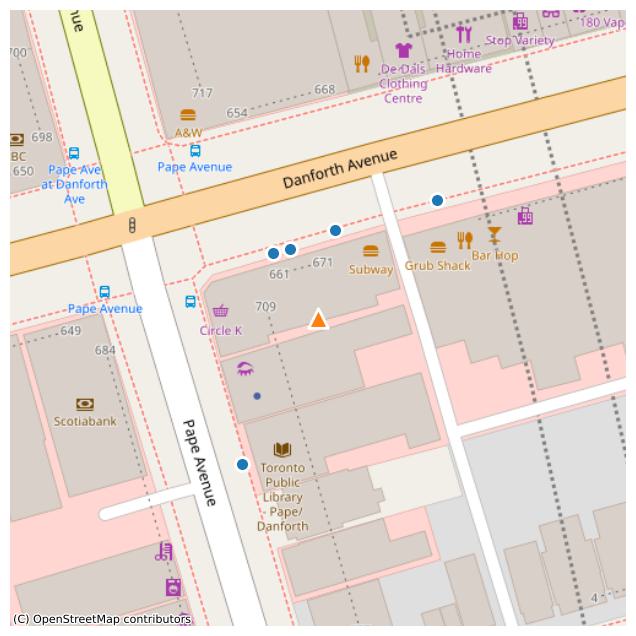 nue
700
717
668
654
A&W
De Dals
Clothing
Centre
Home
Hardware
Stop Variety
180 Vap
698
BC
650
Pape Ave
at Danforth
Ave
Pape Avenue
Danforth Avenue
Pape Avenue
661
671
Subway
Grub Shack
Bar Hop
709
Circle K
649
684
Scotiabank
Pape Avenue
Toronto
Public
Library
- Pape/
Danforth
4
(C) OpenStreetMap contributors